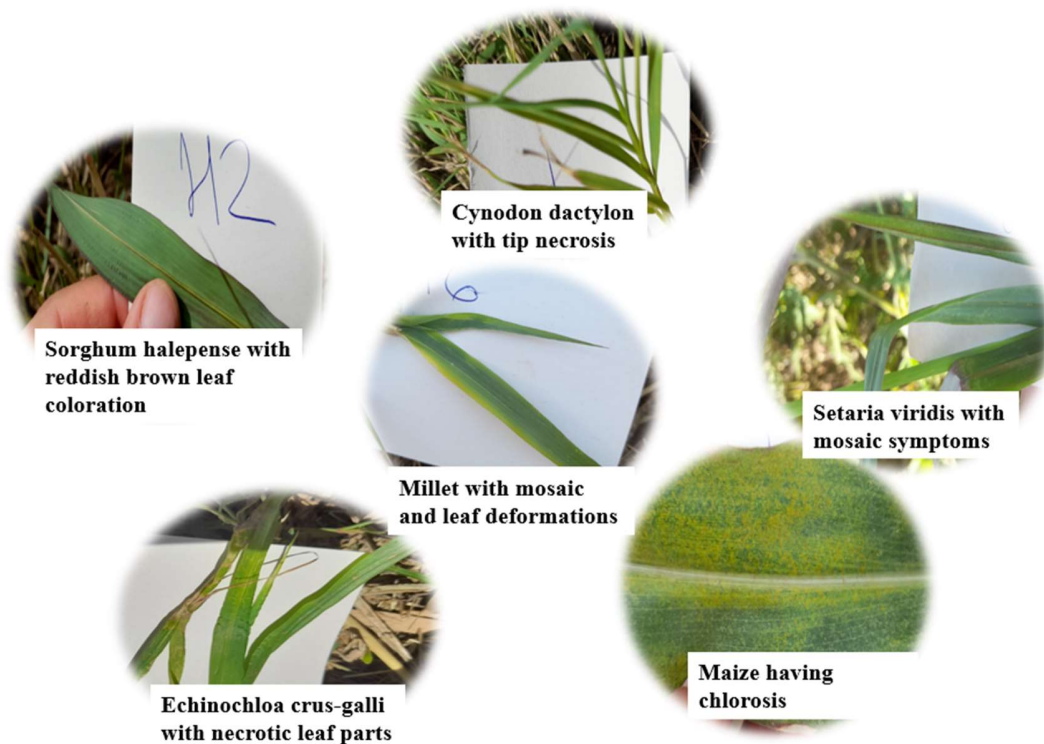 Cynodon dactylon
with tip necrosis
H2
Sorghum halepense with
reddish brown leaf
coloration
6
Setaria viridis with
mosaic symptoms
Millet with mosaic
and leaf deformations
Maize having
chlorosis
Echinochloa crus-galli
with necrotic leaf parts